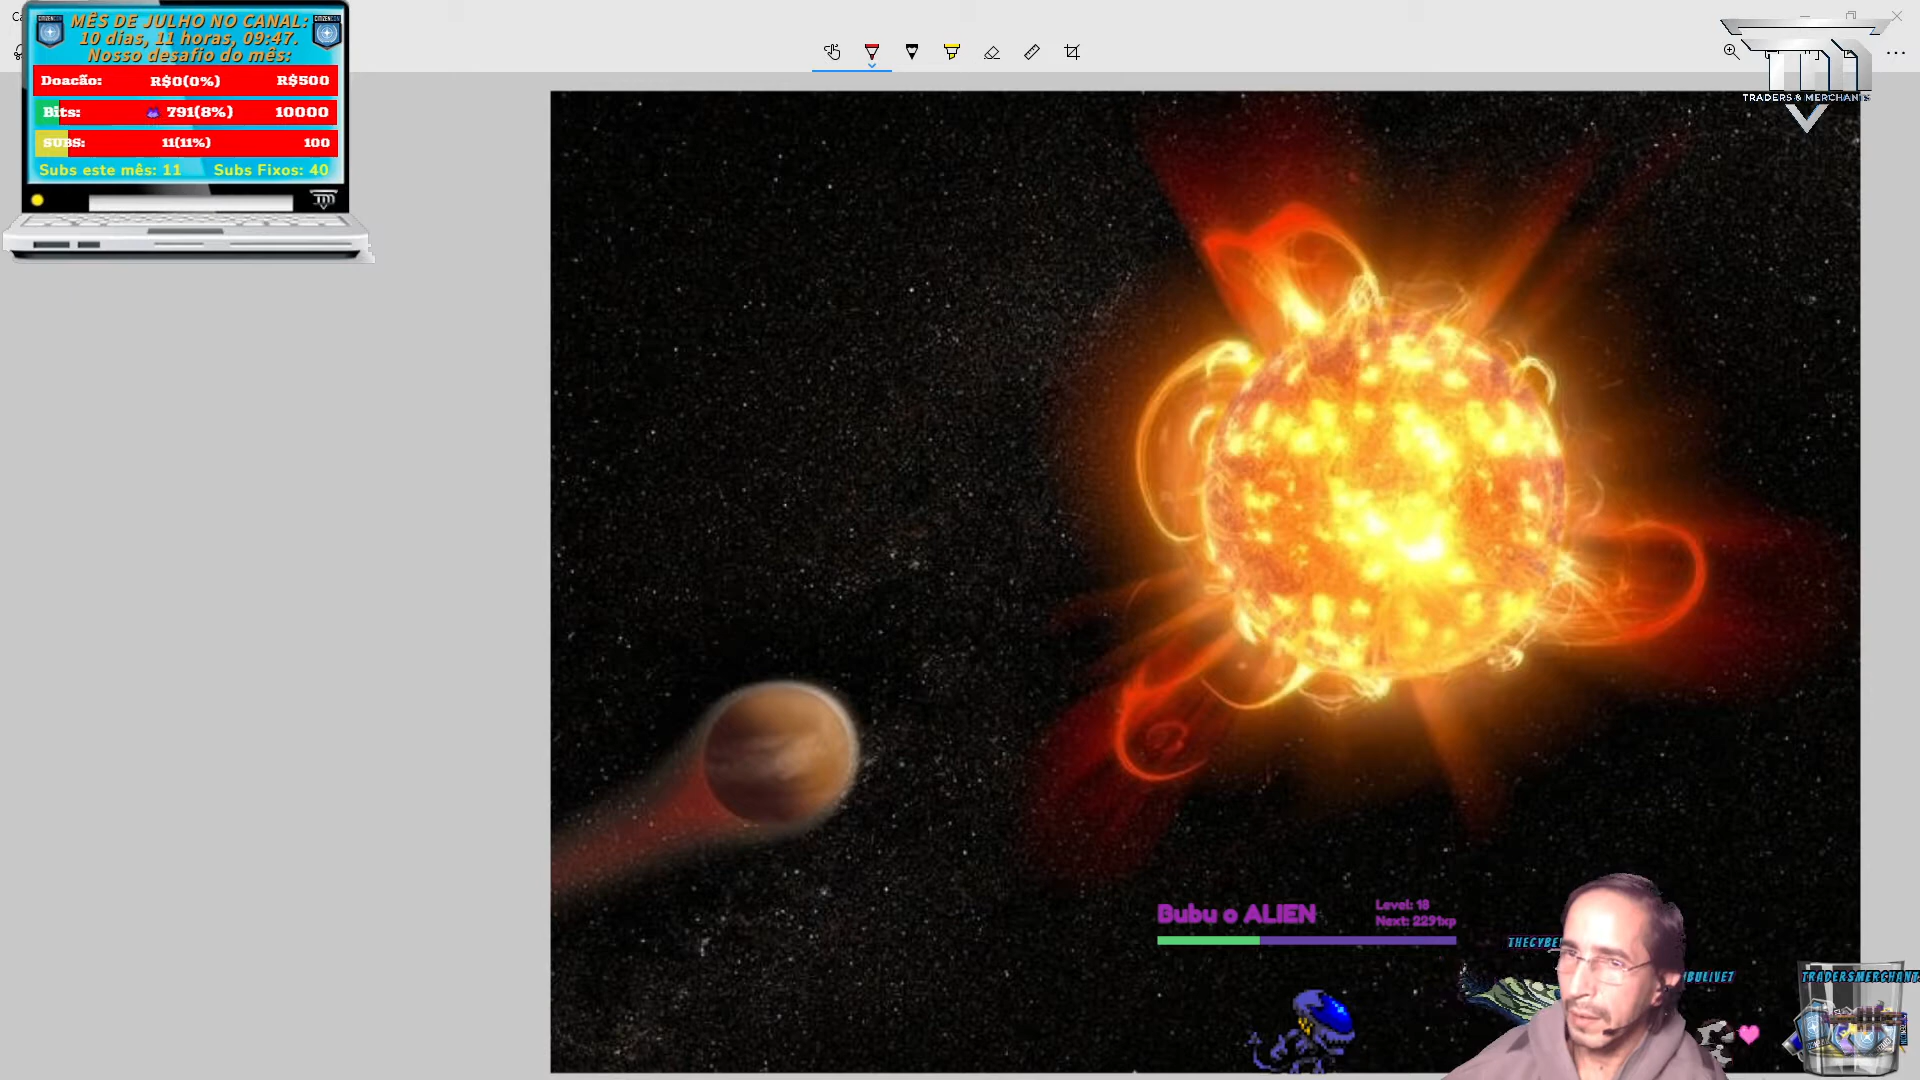 MÊS DE JULHO NO CANAL:
10 dias, 11 horas, 09:47.
Nosso desafio do mês:
Doacão: R$0(0%) R$500
Bits: 791(8%) 10000
SUBS: 11(11%) 100
Subs este mês: 11 Subs Fixos: 40
TRADERS & MERCHANTS
Bubu o ALIEN
Level: 18
Next: 2291xp
TRADERSMERCHANT